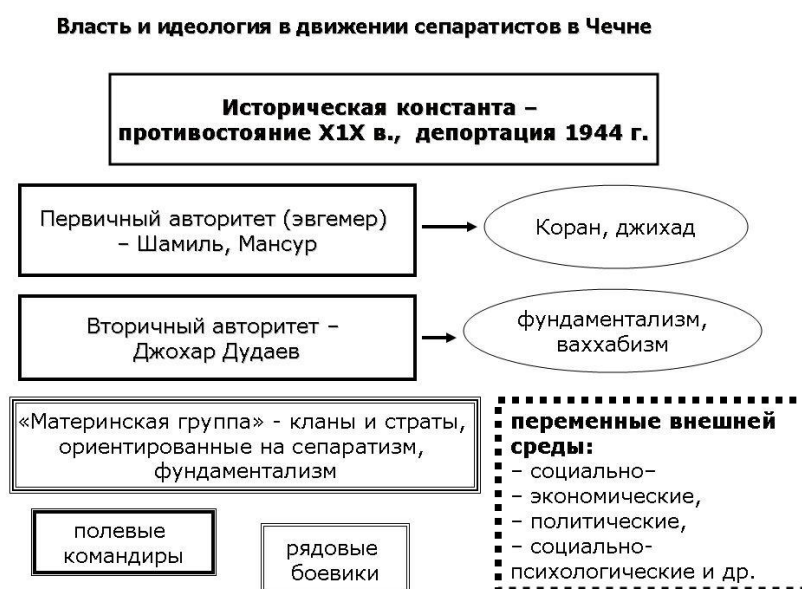 Власть и идеология в движении сепаратистов в Чечне
Историческая константа –
противостояние X1X в., депортация 1944 г.
Первичный авторитет (эвгемер)
– Шамиль, Мансур
Коран, джихад
Вторичный авторитет –
Джохар Дудаев
фундаментализм,
ваххабизм
«Материнская группа» - кланы и страты,
ориентированные на сепаратизм,
фундаментализм
переменные внешней
среды:
– социально–
– экономические,
– политические,
– социально-
психологические и др.
полевые
командиры
рядовые
боевики